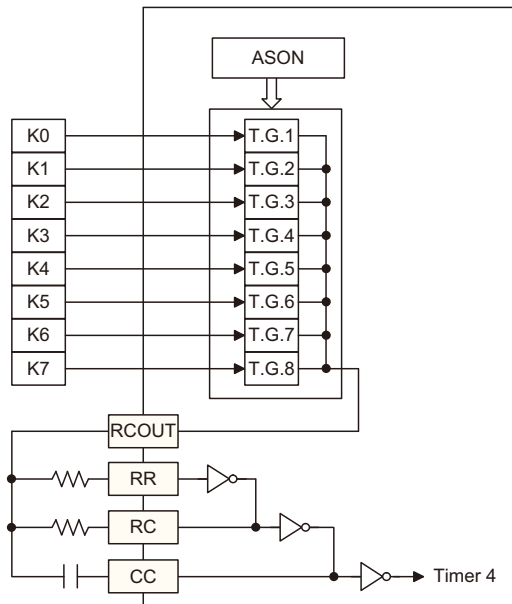 ASON
K0 T.G.1
K1 T.G.2
K2 T.G.3
K3 T.G.4
K4 T.G.5
K5 T.G.6
K6 T.G.7
K7 T.G.8
RCOUT
RR
RC
CC Timer 4